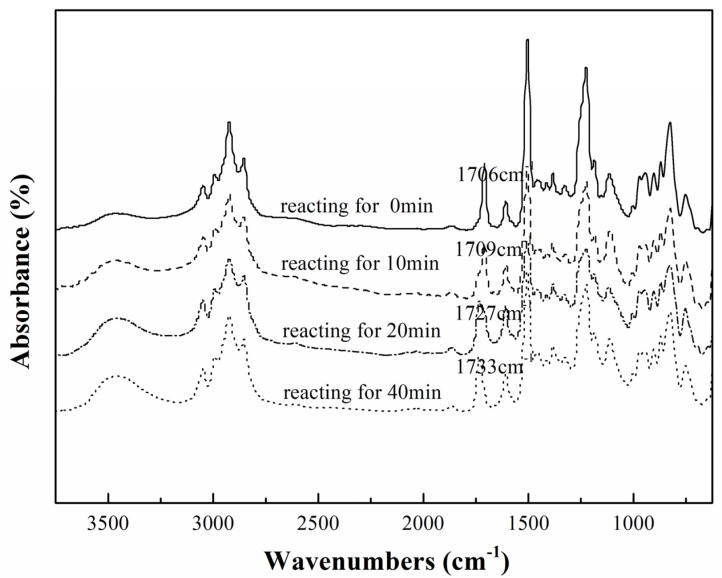 1706cm
reacting for 0min
1709cm
reacting for 10min
1727cm
reacting for 20min
1733cm
reacting for 40min
Absorbance (%)
3500 3000 2500 2000 1500 1000
Wavenumbers (cm⁻¹)